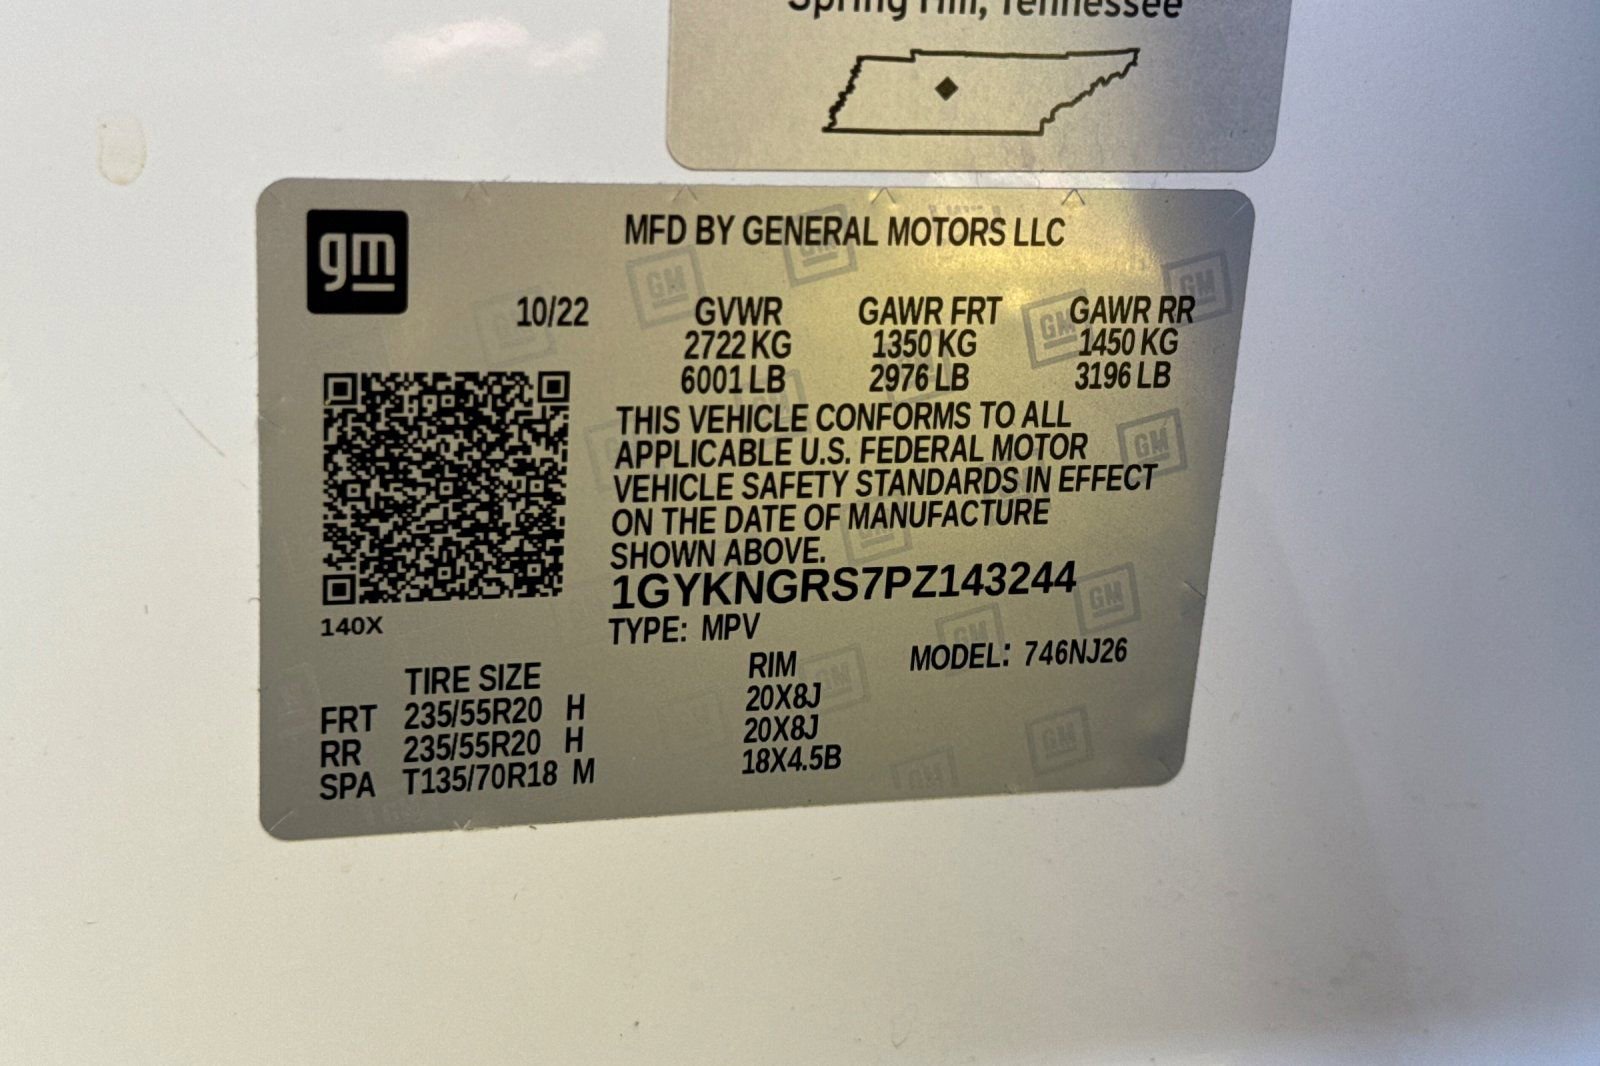 Spring Hill, Tennessee
gm
MFD BY GENERAL MOTORS LLC
10/22 GVWR GAWR FRT GAWR RR
2722 KG 1350 KG 1450 KG
6001 LB 2976 LB 3196 LB
THIS VEHICLE CONFORMS TO ALL
APPLICABLE U.S. FEDERAL MOTOR
VEHICLE SAFETY STANDARDS IN EFFECT
ON THE DATE OF MANUFACTURE
SHOWN ABOVE.
1GYKNGRS7PZ143244
140X
TYPE: MPV
MODEL: 746NJ26
TIRE SIZE RIM
FRT 235/55R20 H 20X8J
RR 235/55R20 H 20X8J
SPA T135/70R18 M 18X4.5B